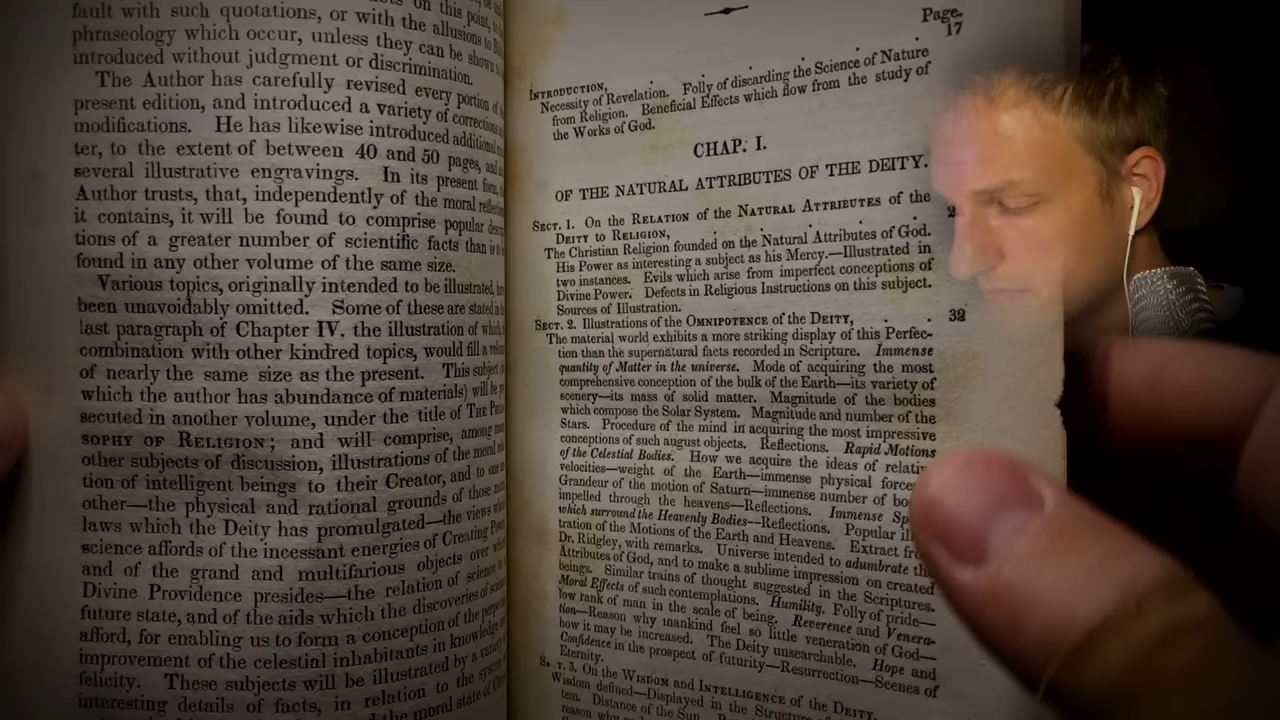 on this point,
fault with such quotations, or with the allusions to
phraseology which occur, unless they can be shown
introduced without judgment or discrimination.
The Author has carefully revised every portion of
present edition, and introduced a variety of corrections
modifications. He has likewise introduced additional
ter, to the extent of between 40 and 50 pages, and
several illustrative engravings. In its present form,
Author trusts, that, independently of the moral
it contains, it will be found to comprise popular
tions of a greater number of scientific facts than is
found in any other volume of the same size.
Various topics, originally intended to be illustrated,
been unavoidably omitted. Some of these are stated in
last paragraph of Chapter IV. the illustration of which,
combination with other kindred topics, would fill a
of nearly the same size as the present. This subject
which the author has abundance of materials) will be
secuted in another volume, under the title of THE
SOPHY OF RELIGION; and will comprise, among
other subjects of discussion, illustrations of the moral
tion of intelligent beings to their Creator, and to
other—the physical and rational grounds of those
laws which the Deity has promulgated—the views
science affords of the incessant energies of Creating
and of the grand and multifarious objects over
Divine Providence presides—the relation of science
future state, and of the aids which the discoveries of
afford, for enabling us to form a conception of the
improvement of the celestial inhabitants in knowledge
felicity. These subjects will be illustrated by a
interesting details of facts, in relation to the
the moral state of
Page.
INTRODUCTION, 17
Necessity of Revelation. Folly of discarding the Science of Nature
from Religion. Beneficial Effects which flow from the study of
the Works of God.
CHAP. I.
OF THE NATURAL ATTRIBUTES OF THE DEITY.
SECT. 1. On the RELATION of the NATURAL ATTRIBUTES of the
DEITY to RELIGION,
The Christian Religion founded on the Natural Attributes of God.
His Power as interesting a subject as his Mercy.—Illustrated in
two instances. Evils which arise from imperfect conceptions of
Divine Power. Defects in Religious Instructions on this subject.
Sources of Illustration.
SECT. 2. Illustrations of the OMNIPOTENCE of the DEITY, . . 32
The material world exhibits a more striking display of this Perfec-
tion than the supernatural facts recorded in Scripture. Immense
quantity of Matter in the universe. Mode of acquiring the most
comprehensive conception of the bulk of the Earth—its variety of
scenery—its mass of solid matter. Magnitude of the bodies
which compose the Solar System. Magnitude and number of the
Stars. Procedure of the mind in acquiring the most impressive
conceptions of such august objects. Reflections. Rapid Motions
of the Celestial Bodies. How we acquire the ideas of
velocities—weight of the Earth—immense physical
Grandeur of the motion of Saturn—immense number of
impelled through the heavens—Reflections. Immense
which surround the Heavenly Bodies—Reflections. Popular
tration of the Motions of the Earth and Heavens. Extract
Dr. Ridgley, with remarks. Universe intended to adumbrate
Attributes of God, and to make a sublime impression on created
beings. Similar trains of thought suggested in the Scriptures.
Moral Effects of such contemplations. Humility. Folly of pride—
low rank of man in the scale of being. Reverence and Venera-
tion—Reason why mankind feel so little veneration of God—
how it may be increased. The Deity unsearchable. Hope and
Confidence in the prospect of futurity—Resurrection—Scenes of
Eternity.
3. On the WISDOM and INTELLIGENCE of the DEITY,
Wisdom defined—Displayed in the Structure
tem. Distance of the Sun.
reason why